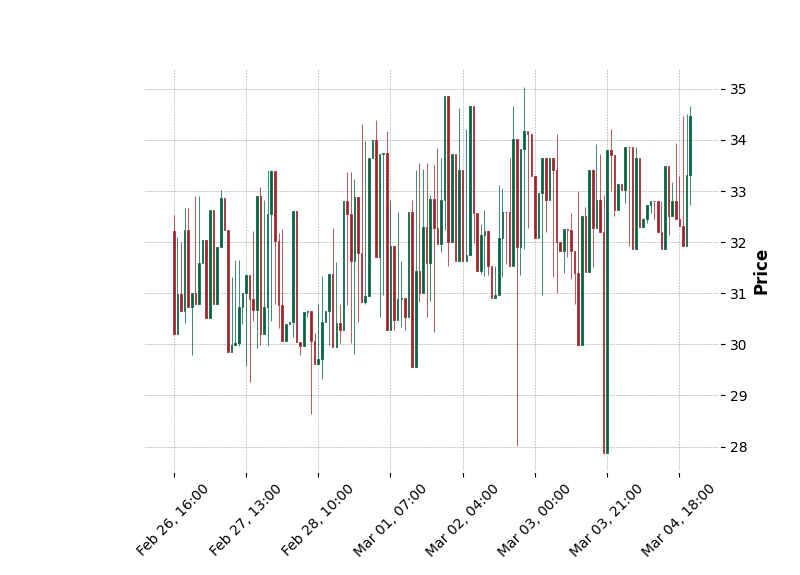 35
34
33
32
31
30
29
28
Price
Feb 26, 16:00
Feb 27, 13:00
Feb 28, 10:00
Mar 01, 07:00
Mar 02, 04:00
Mar 03, 00:00
Mar 03, 21:00
Mar 04, 18:00